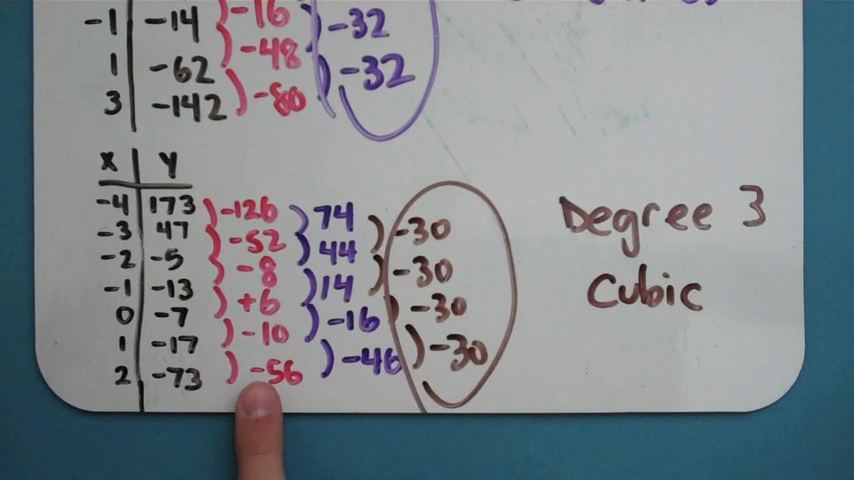 -16
-1 -14 -32
-48
1 -62 -32
-80
3 -142
x y
-4 173 -126 74
-3 47 -52 44 -30
-2 -5 -8 14 -30
-1 -13 +6 -16 -30
0 -7 -10 -46 -30
1 -17 -56
2 -73
Degree 3
Cubic